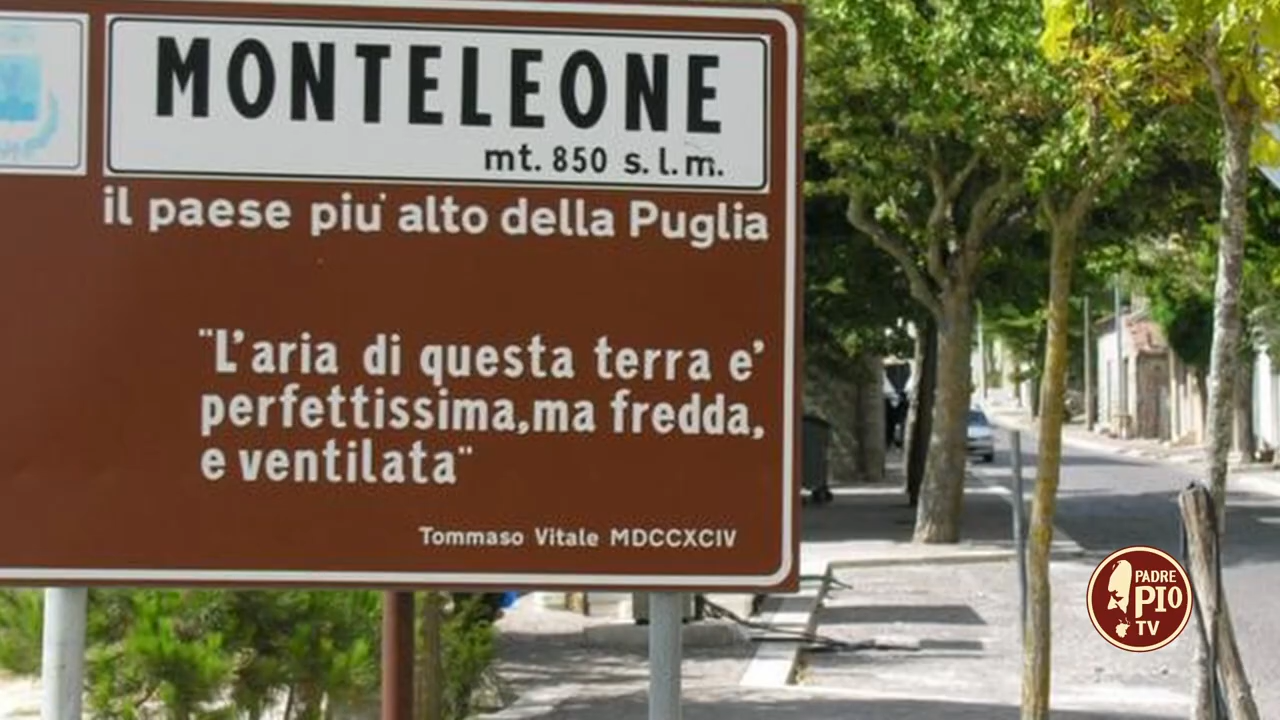 MONTELEONE
mt. 850 s.l.m.
il paese piu' alto della Puglia
"L'aria di questa terra e'
perfettissima,ma fredda,
e ventilata"
Tommaso Vitale MDCCXCIV
PADRE
PIO
TV